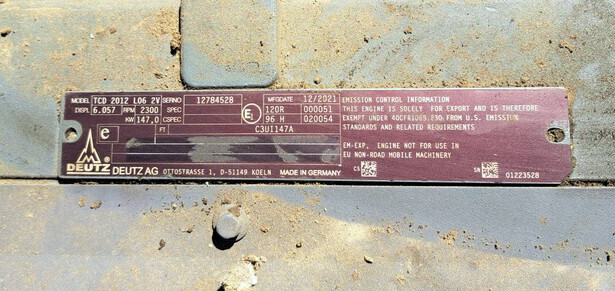 MODEL TCD 2012 L06 2V SERNO 12784528 MFGDATE 12/2021
DISPL 6.057 RPM 2300 SPEC 120R 000051
KW 147,0 CSPEC 96 H 020054
e FT C3U1147A
E1
DEUTZ DEUTZ AG OTTOSTRASSE 1, D-51149 KOELN MADE IN GERMANY
EMISSION CONTROL INFORMATION
THIS ENGINE IS SOLELY FOR EXPORT AND IS THEREFORE
EXEMPT UNDER 40CFR1068.230 FROM U.S. EMISSION
STANDARDS AND RELATED REQUIREMENTS
EM-EXP, ENGINE NOT FOR USE IN
EU NON-ROAD MOBILE MACHINERY
CS SN 01223528